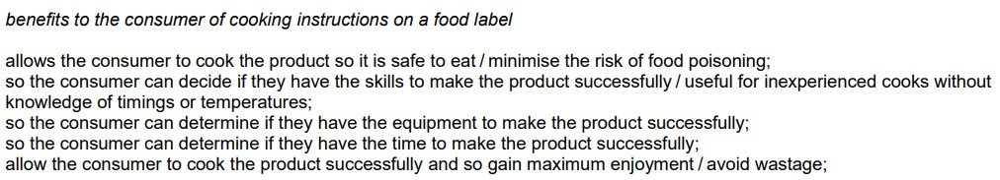 benefits to the consumer of cooking instructions on a food label
allows the consumer to cook the product so it is safe to eat / minimise the risk of food poisoning;
so the consumer can decide if they have the skills to make the product successfully / useful for inexperienced cooks without
knowledge of timings or temperatures;
so the consumer can determine if they have the equipment to make the product successfully;
so the consumer can determine if they have the time to make the product successfully;
allow the consumer to cook the product successfully and so gain maximum enjoyment / avoid wastage;